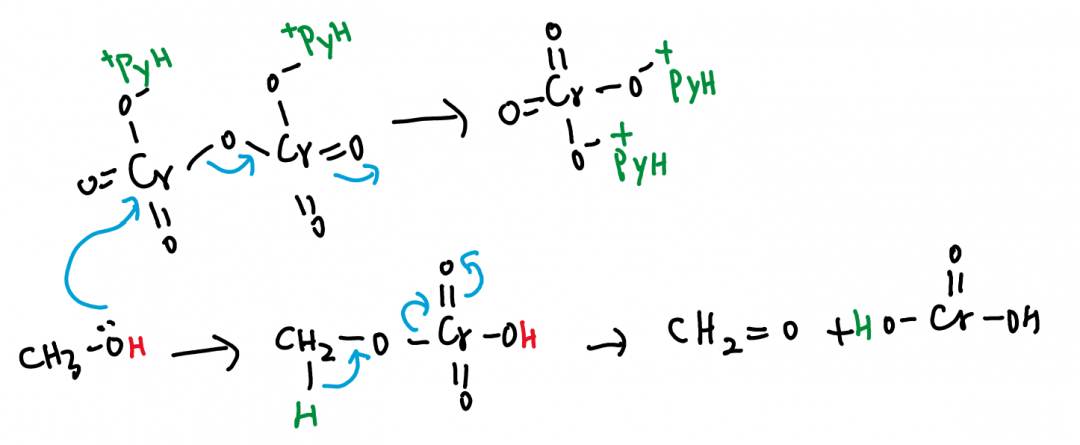 +PyH +PyH O + PyH
O− O− O=Cr−O−
O=Cr−O−Cr=O O− + PyH
O O
CH3−ÖH → CH2−O−Cr−OH → CH2=O + HO−Cr−OH
O O
H O